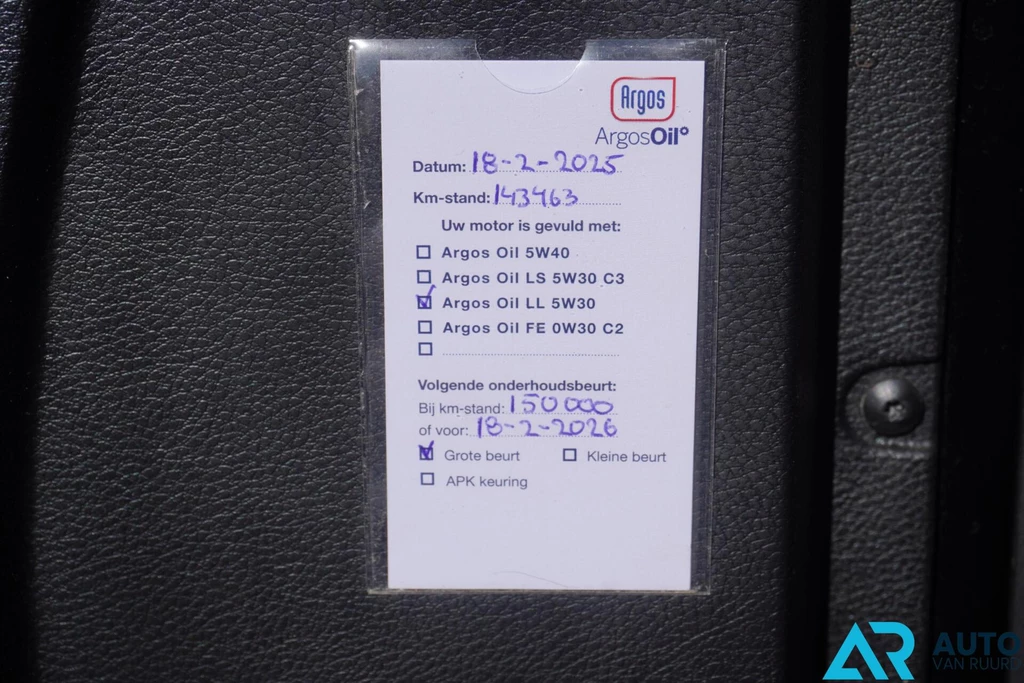 Argos
ArgosOil
Datum: 18-2-2025
Km-stand: 143463
Uw motor is gevuld met:
Argos Oil 5W40
Argos Oil LS 5W30 C3
Argos Oil LL 5W30
Argos Oil FE 0W30 C2
Volgende onderhoudsbeurt:
Bij km-stand: 150000
of voor: 18-2-2026
Grote beurt Kleine beurt
APK keuring
AR AUTO
VAN RUURD